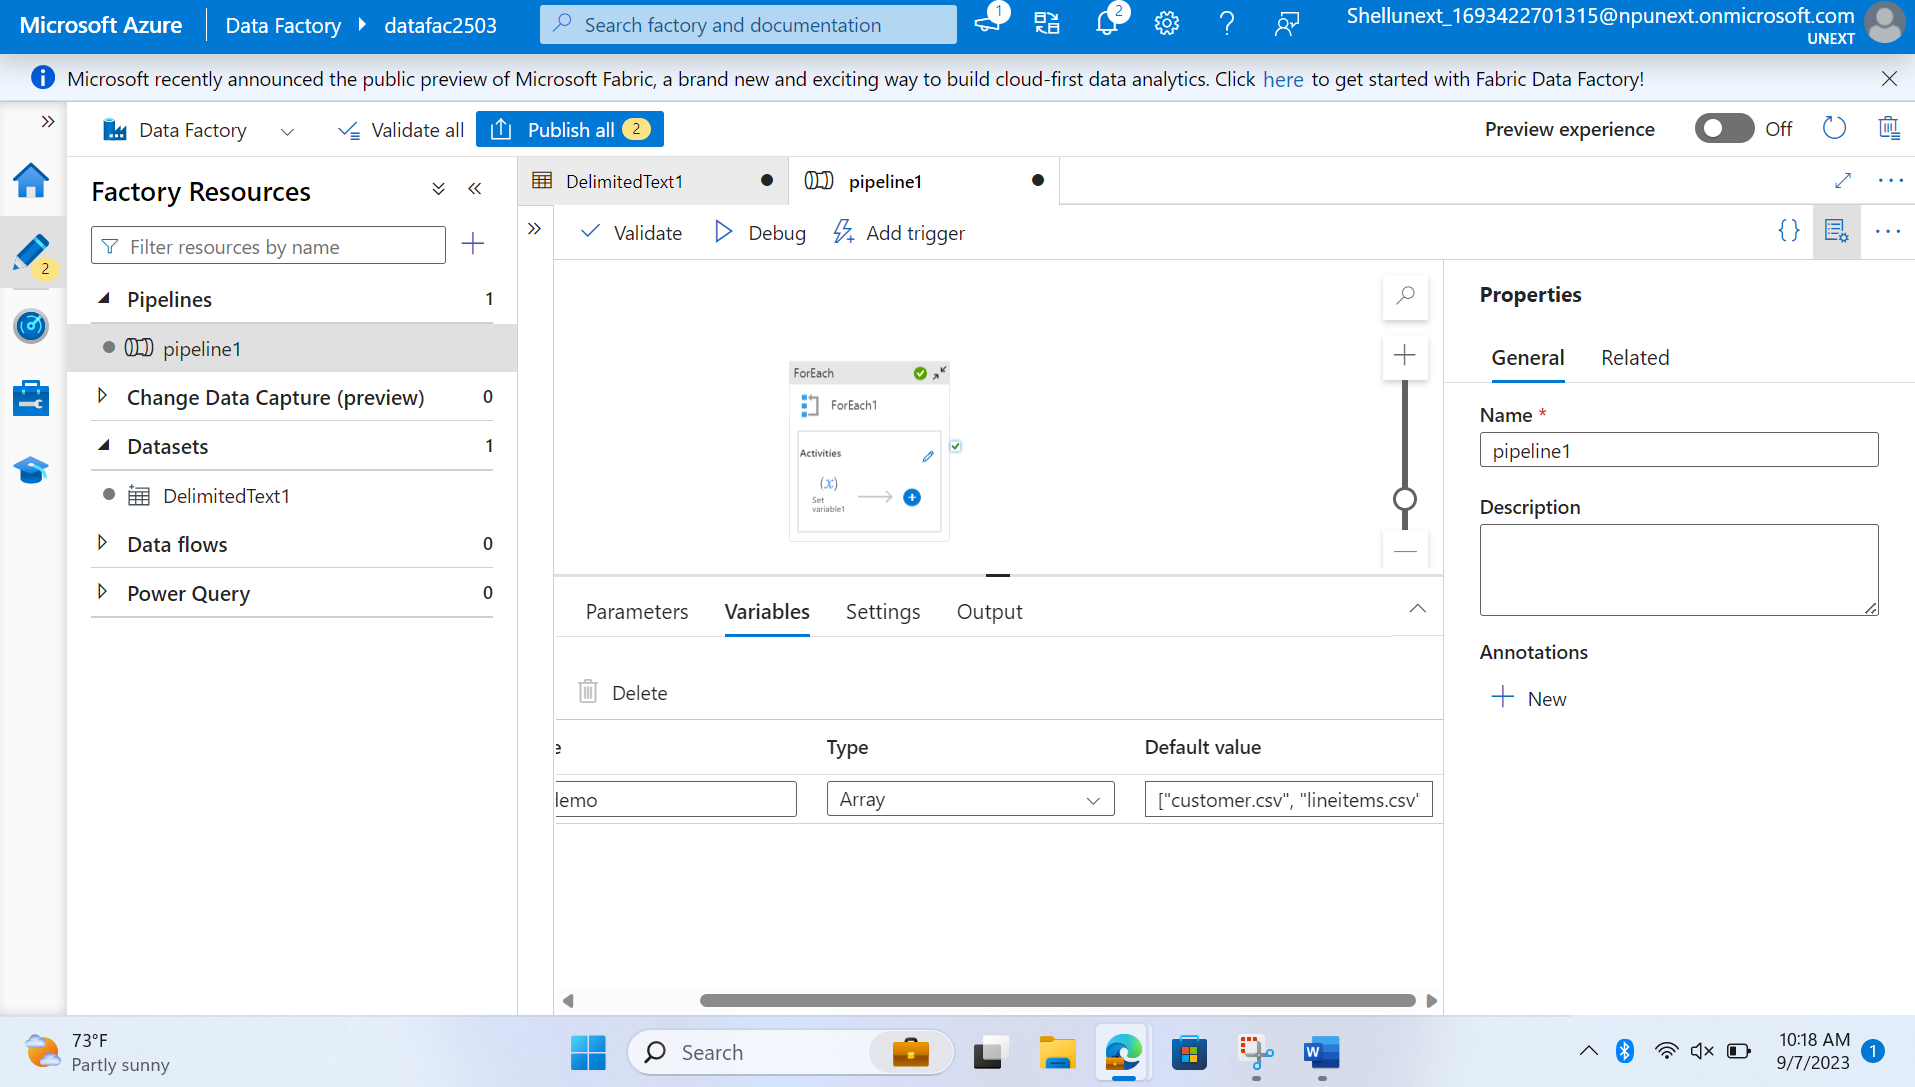 Microsoft Azure
Data Factory
datafac2503
Search factory and documentation
1
2
Shellunext_1693422701315@npunext.onmicrosoft.com
UNEXT
Microsoft recently announced the public preview of Microsoft Fabric, a brand new and exciting way to build cloud-first data analytics. Click here to get started with Fabric Data Factory!
Data Factory
Validate all
Publish all 2
Preview experience
Off
2
Factory Resources
Filter resources by name
Pipelines 1
pipeline1
Change Data Capture (preview) 0
Datasets 1
DelimitedText1
Data flows 0
Power Query 0
DelimitedText1
pipeline1
Validate
Debug
Add trigger
{}
ForEach
ForEach1
Activities
(x)
Set
variable1
Parameters
Variables
Settings
Output
Delete
e
Type
Default value
lemo
Array
["customer.csv", "lineitems.csv"
Properties
General
Related
Name *
pipeline1
Description
Annotations
New
73°F
Partly sunny
Search
W
10:18 AM
9/7/2023
1